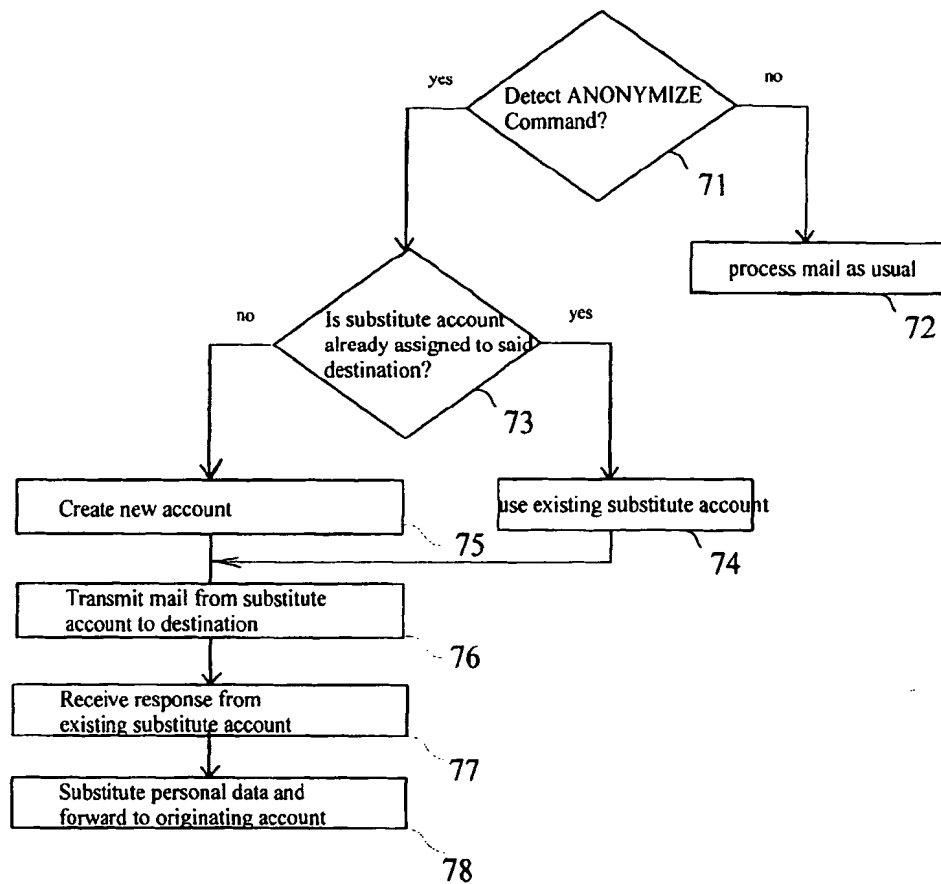 yes
no
Detect ANONYMIZE
Command?
71
process mail as usual
72
no
yes
Is substitute account
already assigned to said
destination?
73
Create new account
75
use existing substitute account
74
Transmit mail from substitute
account to destination
76
Receive response from
existing substitute account
77
Substitute personal data and
forward to originating account
78